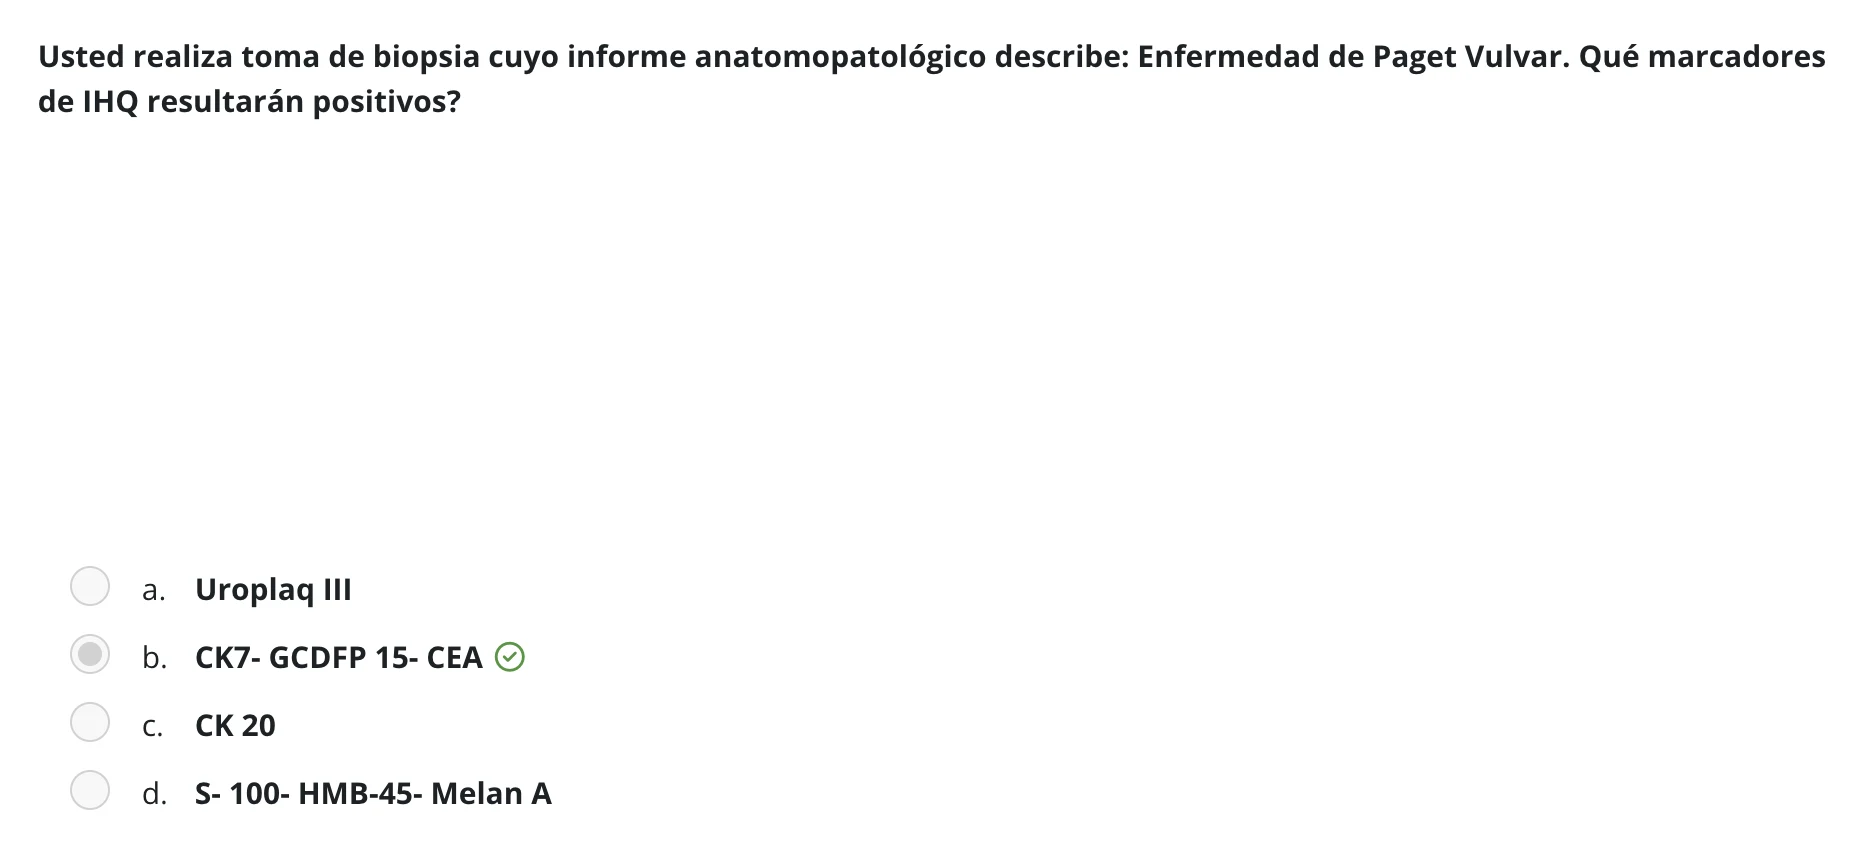 Usted realiza toma de biopsia cuyo informe anatomopatológico describe: Enfermedad de Paget Vulvar. Qué marcadores
de IHQ resultarán positivos?
a. Uroplaq III
b. CK7- GCDFP 15- CEA
c. CK 20
d. S- 100- HMB-45- Melan A